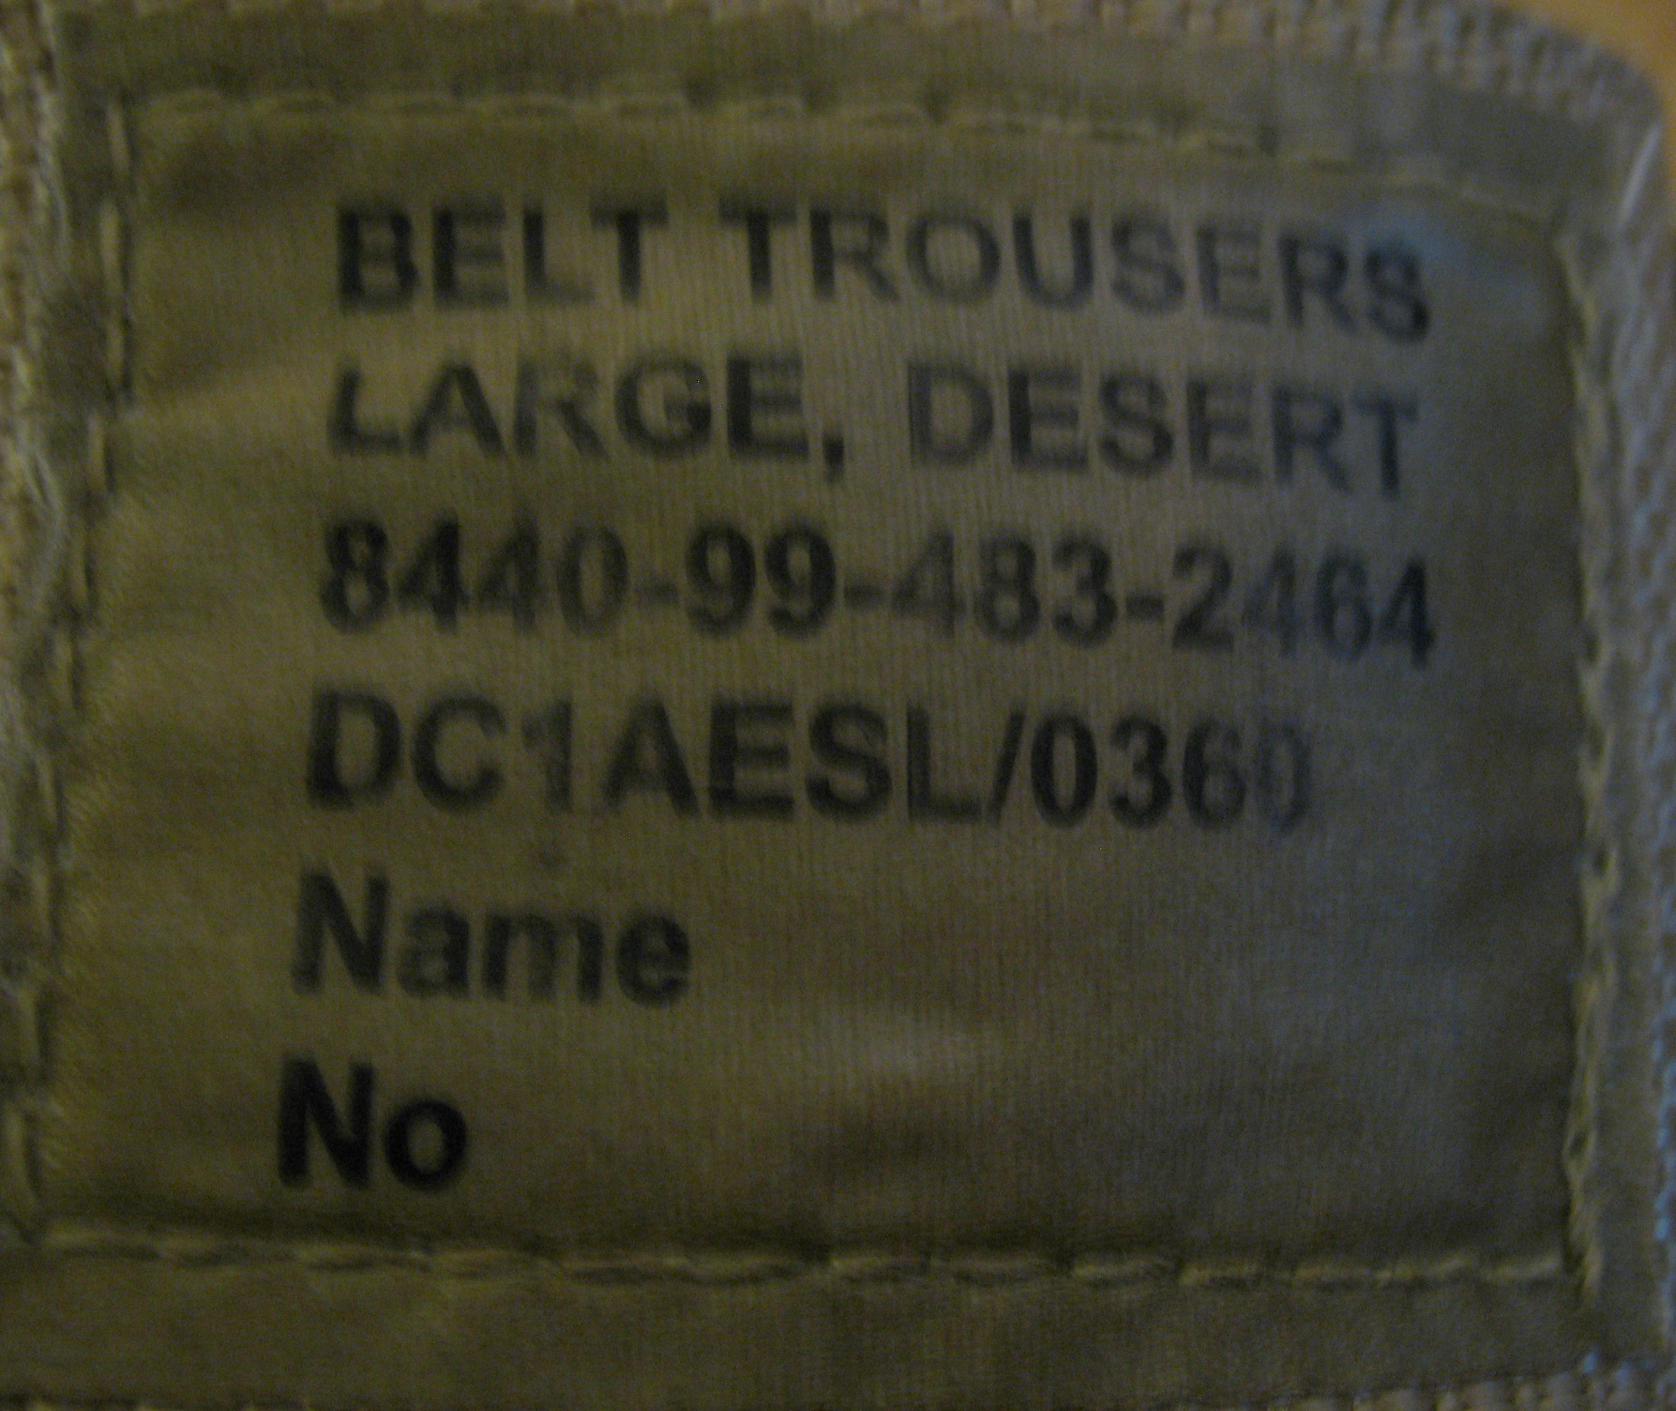 BELT TROUSERS
LARGE, DESERT
8440-99-483-2464
DC1AESL/0360
Name
No